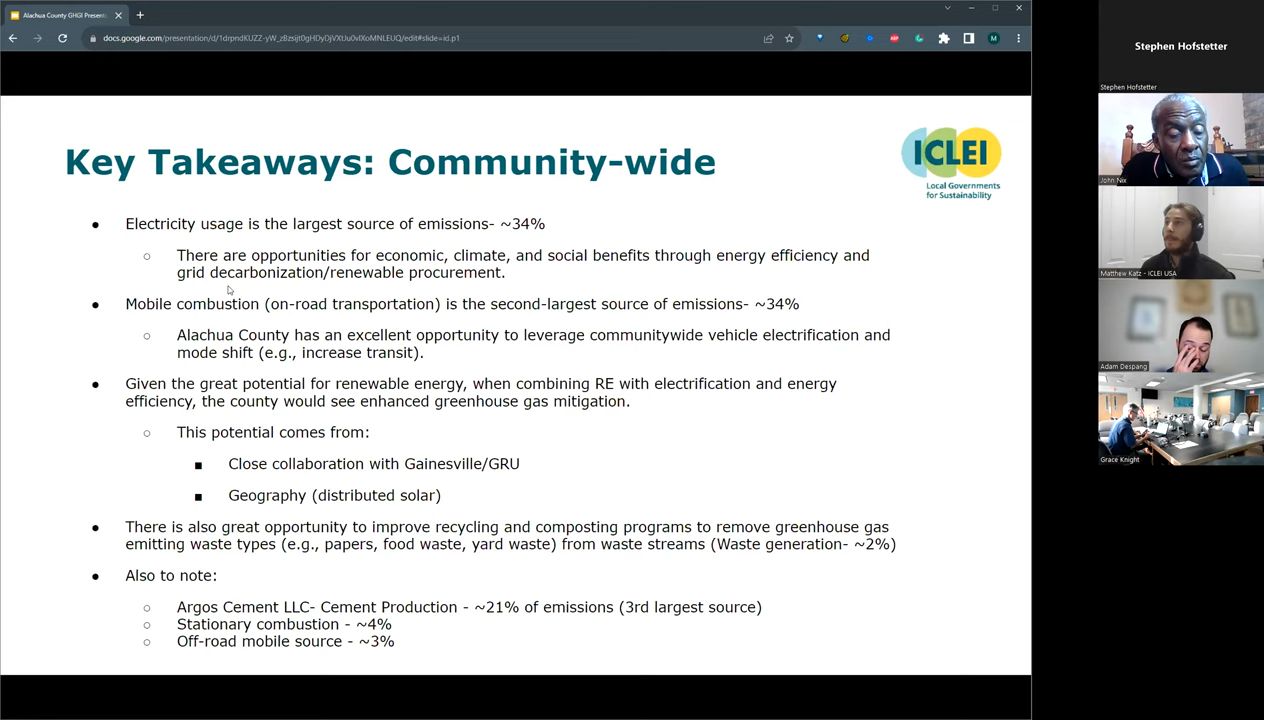 Alachua County GHGI Present
docs.google.com/presentation/d/
Key Takeaways: Community-wide
ICLEI
Local Governments
for Sustainability
● Electricity usage is the largest source of emissions- ~34%
○ There are opportunities for economic, climate, and social benefits through energy efficiency and
grid decarbonization/renewable procurement.
● Mobile combustion (on-road transportation) is the second-largest source of emissions- ~34%
○ Alachua County has an excellent opportunity to leverage communitywide vehicle electrification and
mode shift (e.g., increase transit).
● Given the great potential for renewable energy, when combining RE with electrification and energy
efficiency, the county would see enhanced greenhouse gas mitigation.
○ This potential comes from:
■ Close collaboration with Gainesville/GRU
■ Geography (distributed solar)
● There is also great opportunity to improve recycling and composting programs to remove greenhouse gas
emitting waste types (e.g., papers, food waste, yard waste) from waste streams (Waste generation- ~2%)
● Also to note:
○ Argos Cement LLC- Cement Production - ~21% of emissions (3rd largest source)
○ Stationary combustion - ~4%
○ Off-road mobile source - ~3%
Stephen Hofstetter
Stephen Hofstetter
John Nix
Matthew Katz - ICLEI USA
Adam Despang
Grace Knight